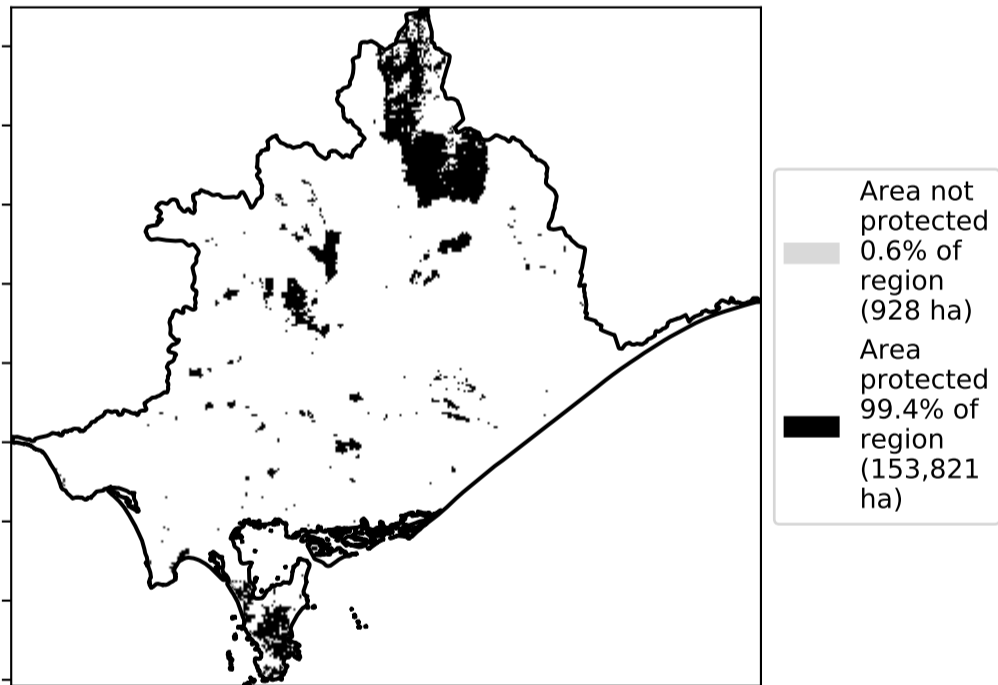 Area not
protected
0.6% of
region
(928 ha)
Area
protected
99.4% of
region
(153,821
ha)